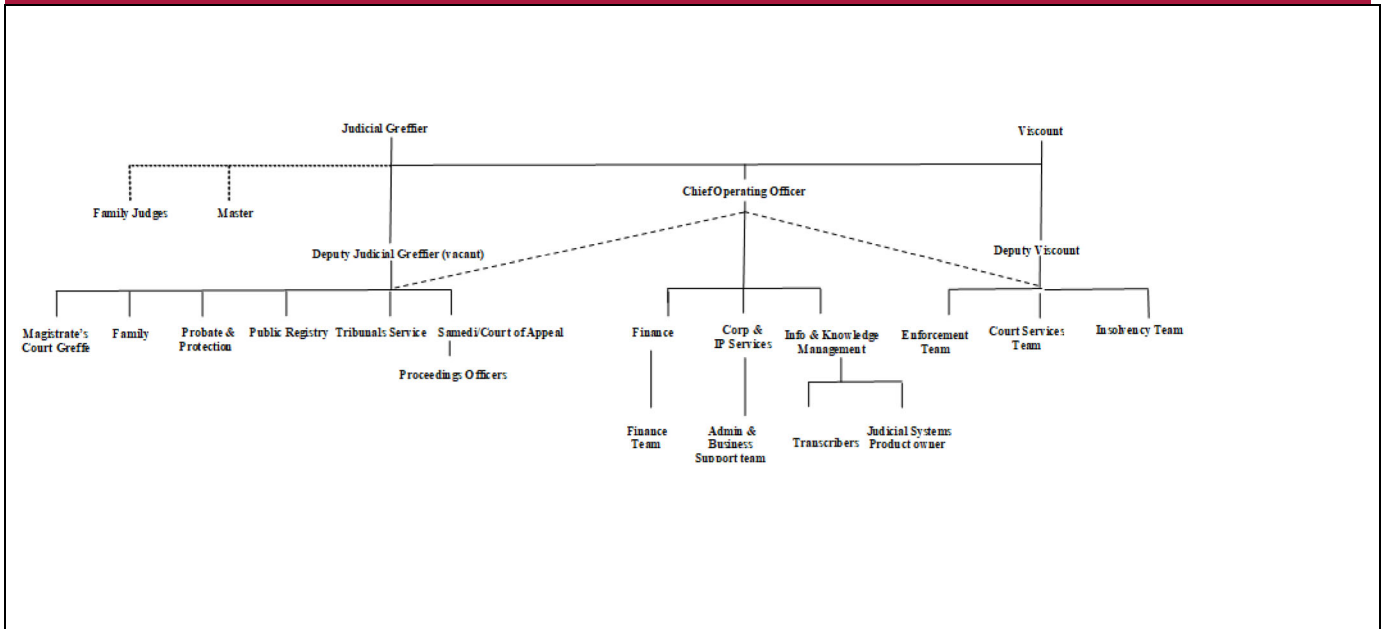 Judicial Greffier
Viscount
Chief Operating Officer
Family Judges
Master
Deputy Judicial Greffier (vacant)
Deputy Viscount
Magistrate's
Court Greffe
Family
Probate &
Protection
Public Registry
Tribunals Service
Samedi/Court of Appeal
Proceedings Officers
Finance
Corp &
IP Services
Info & Knowledge
Management
Enforcement
Team
Court Services
Team
Insolvency Team
Finance
Team
Admin &
Business
Support team
Transcribers
Judicial Systems
Product owner